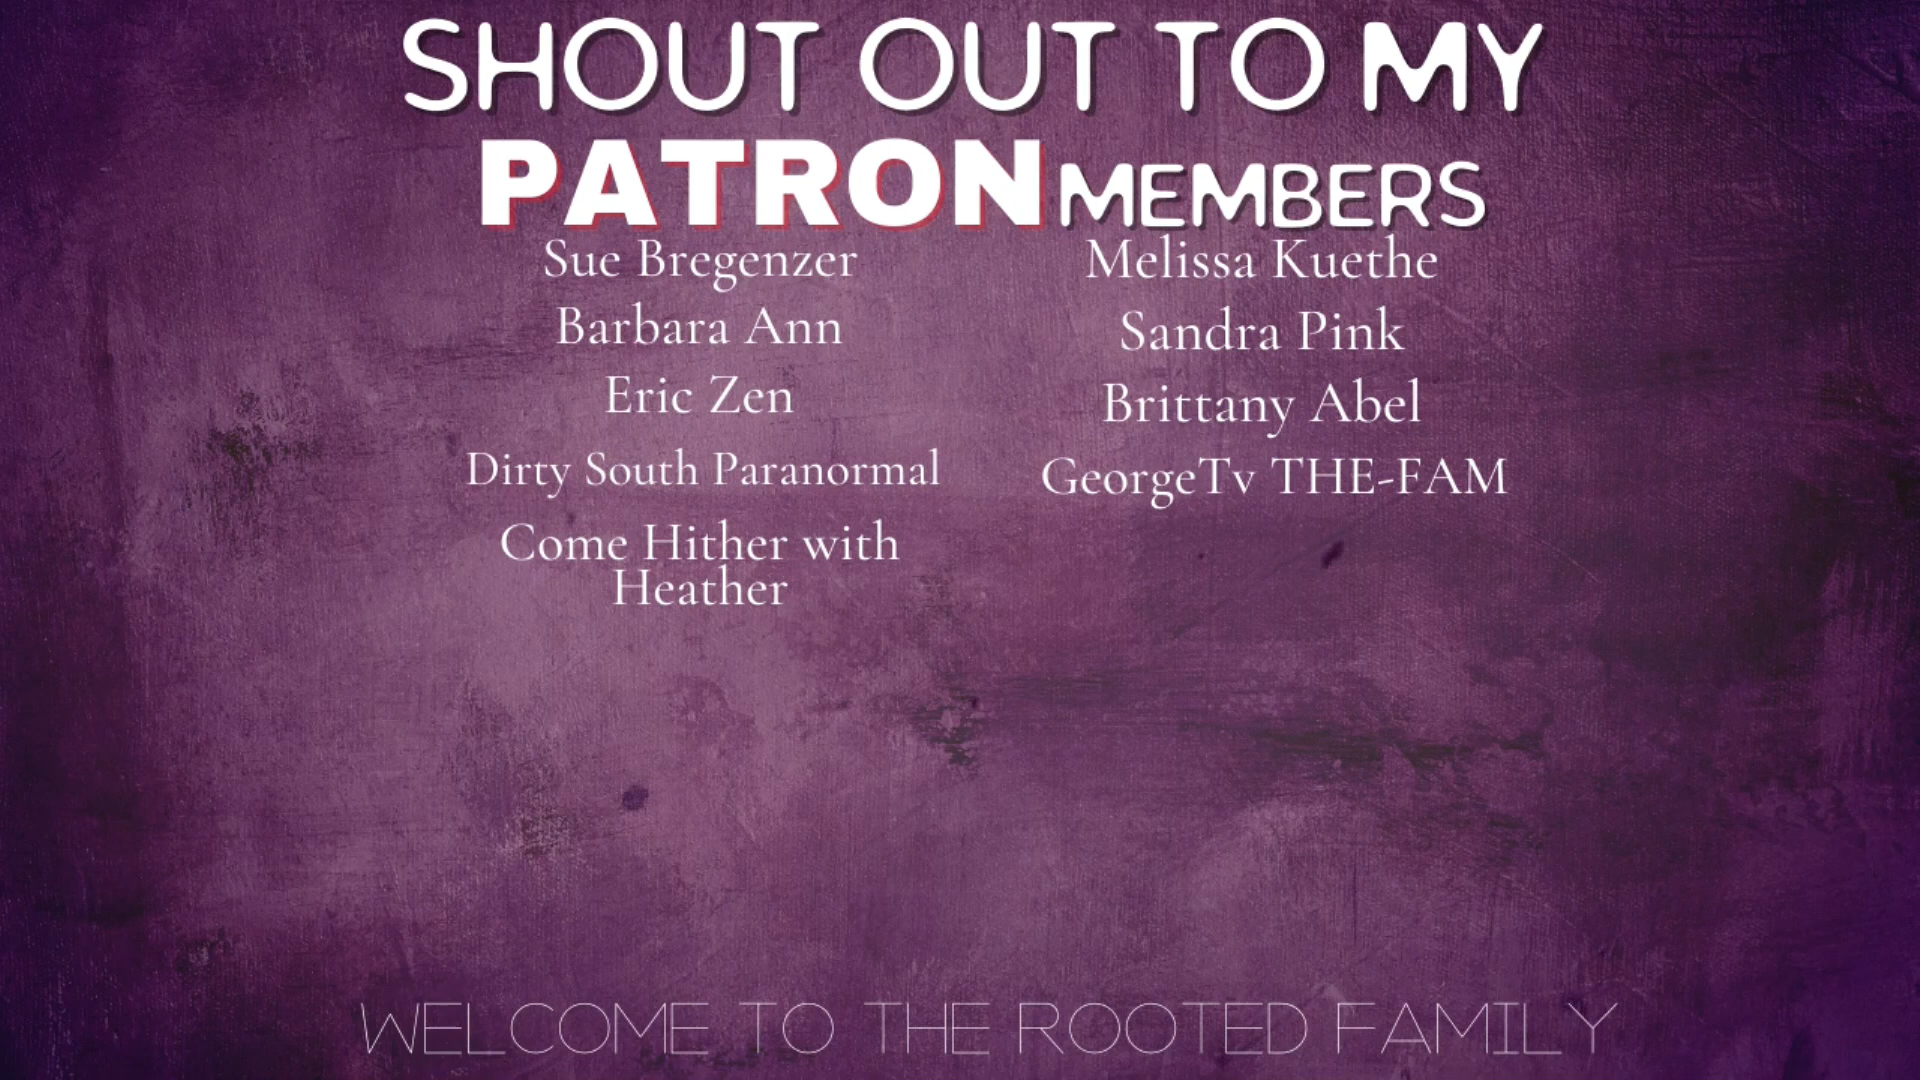 SHOUT OUT TO MY
PATRON MEMBERS
Sue Bregenzer
Barbara Ann
Eric Zen
Dirty South Paranormal
Come Hither with
Heather
Melissa Kuethe
Sandra Pink
Brittany Abel
GeorgeTv THE-FAM
WELCOME TO THE ROOTED FAMILY